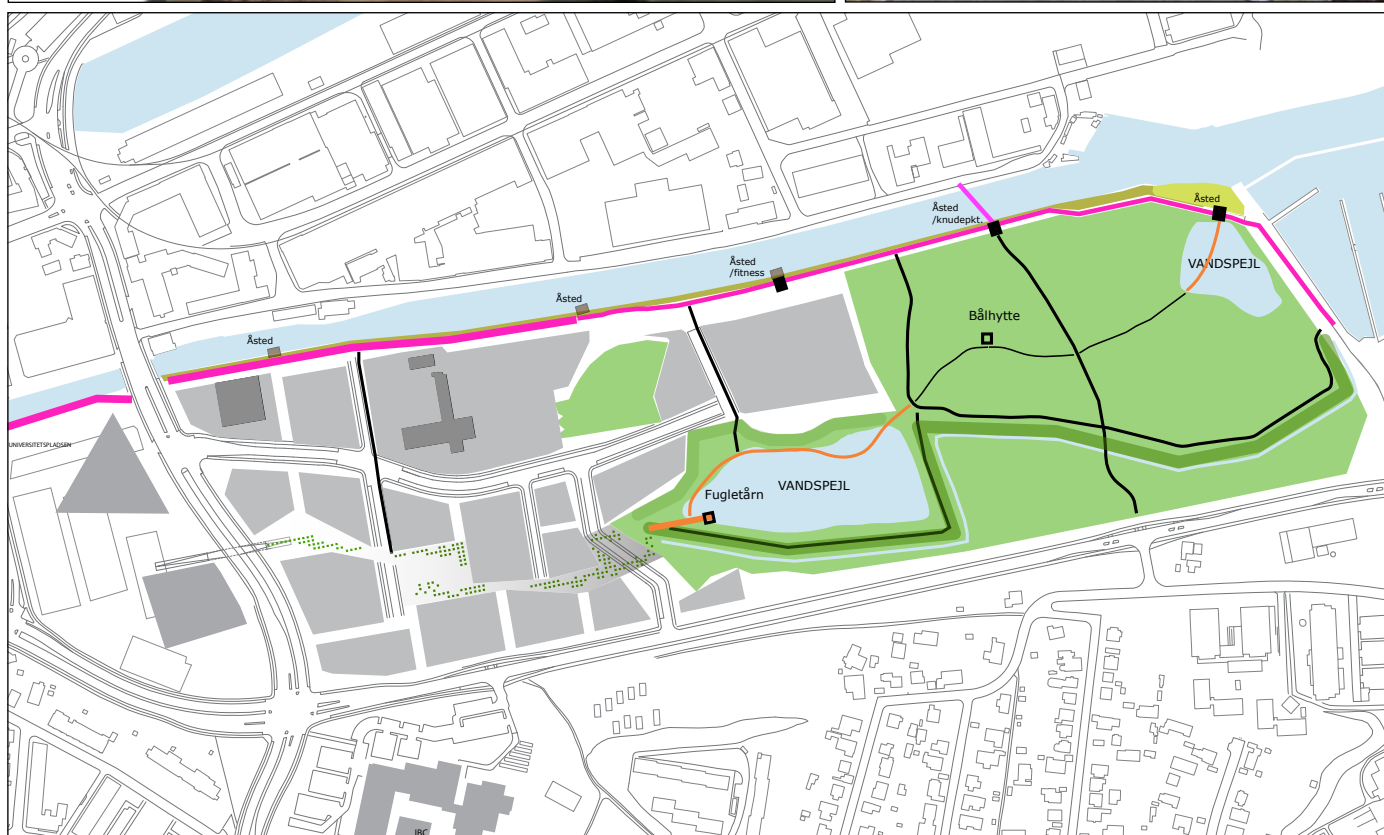 Åsted
Åsted
/knudepkt.
VANDSPEJL
Åsted
/fitness
Åsted
Bålhytte
Åsted
UNIVERSITETSPLADSEN
VANDSPEJL
Fugletårn
IBC